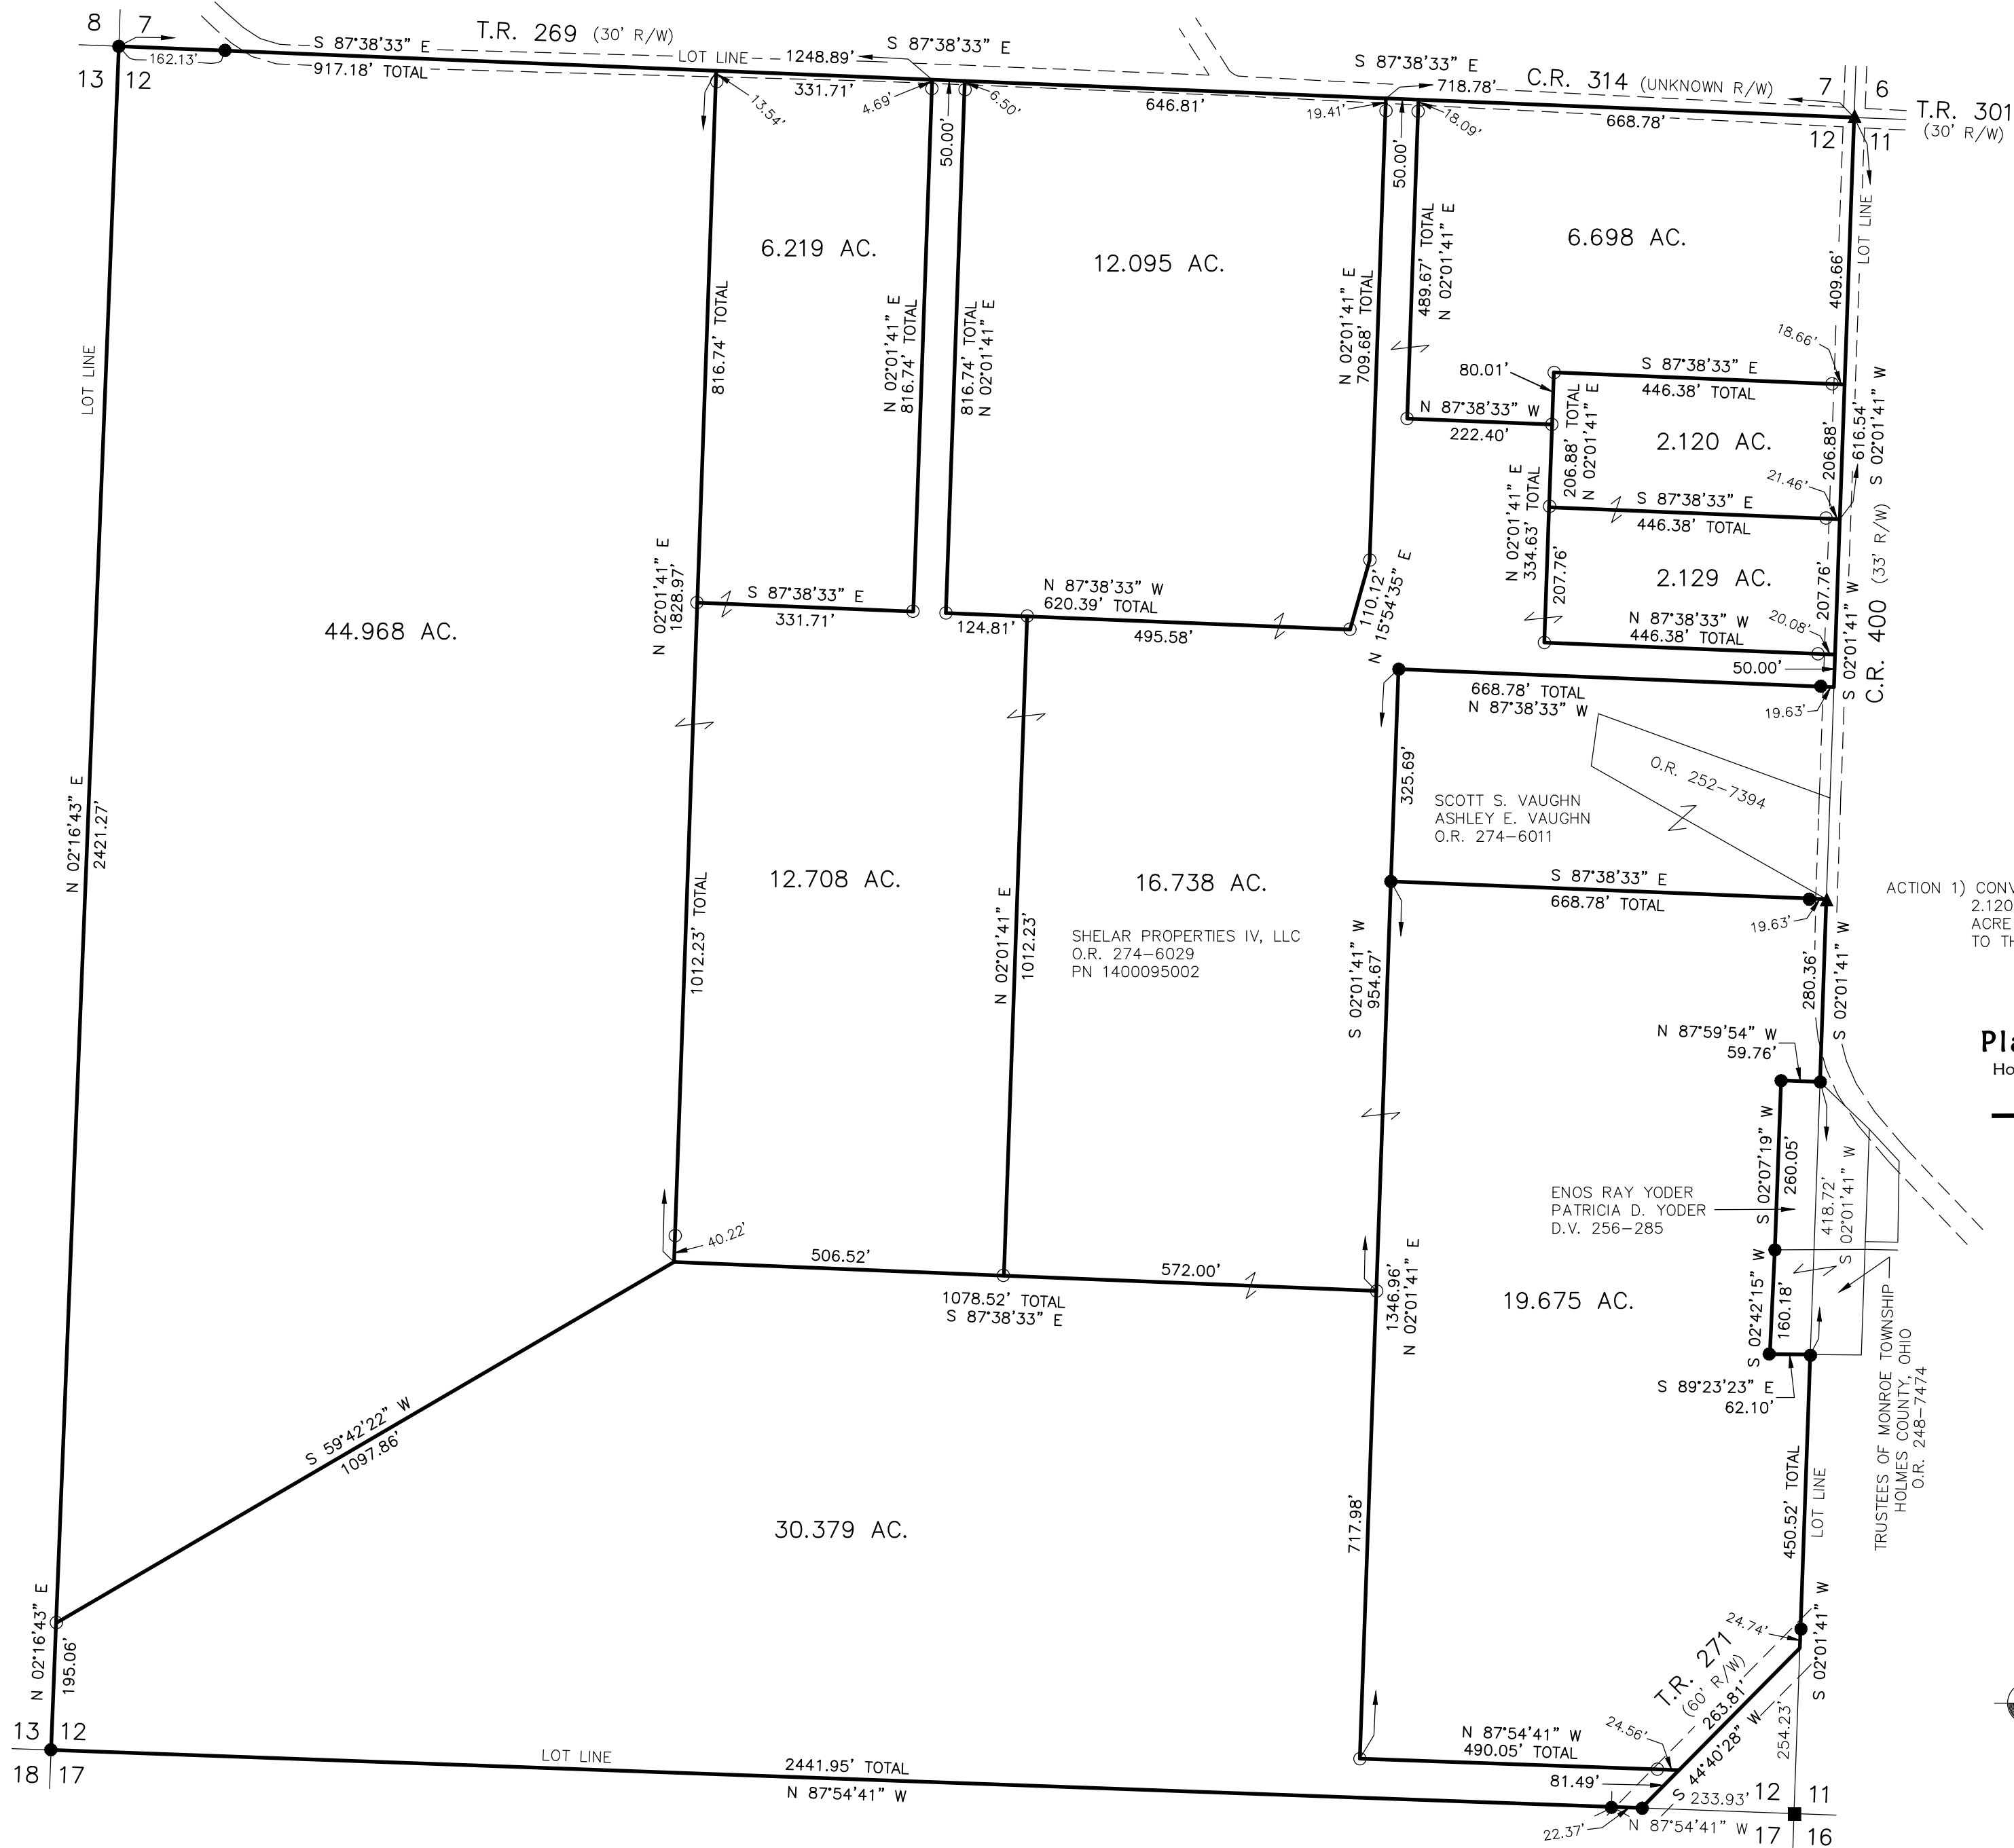 8 7
13 12
162.13'
S 87°38'33" E
917.18' TOTAL
T.R. 269 (30' R/W)
LOT LINE
1248.89'
S 87°38'33" E
331.71'
13.54'
4.69'
6.50'
50.00'
646.81'
S 87°38'33" E
718.78'
19.41'
50.00'
18.09'
C.R. 314 (UNKNOWN R/W)
668.78'
7 6
12 11
T.R. 301
(30' R/W)
LOT LINE
409.66'
6.219 AC.
12.095 AC.
6.698 AC.
816.74' TOTAL
N 02°01'41" E
816.74' TOTAL
816.74' TOTAL
N 02°01'41" E
N 02°01'41" E
709.68' TOTAL
489.67' TOTAL
N 02°01'41" E
18.66'
80.01'
S 87°38'33" E
446.38' TOTAL
N 87°38'33" W
222.40'
206.88' TOTAL
N 02°01'41" E
2.120 AC.
206.88'
616.54'
S 02°01'41" W
21.46'
S 87°38'33" E
446.38' TOTAL
N 02°01'41" E
334.63' TOTAL
207.76'
2.129 AC.
207.76'
S 02°01'41" W
C.R. 400 (33' R/W)
N 87°38'33" W
446.38' TOTAL
20.08'
50.00'
LOT LINE
44.968 AC.
N 02°01'41" E
1828.97'
S 87°38'33" E
331.71'
N 87°38'33" W
620.39' TOTAL
124.81'
495.58'
110.12'
N 15°54'35" E
668.78' TOTAL
N 87°38'33" W
19.63'
325.69'
O.R. 252-7394
SCOTT S. VAUGHN
ASHLEY E. VAUGHN
O.R. 274-6011
N 02°16'43" E
2421.27'
12.708 AC.
16.738 AC.
SHELAR PROPERTIES IV, LLC
O.R. 274-6029
PN 1400095002
1012.23' TOTAL
N 02°01'41" E
1012.23'
S 87°38'33" E
668.78' TOTAL
19.63'
ACTION 1) CONV
2.120
ACRE
TO TH
S 02°01'41" W
954.67'
280.36'
S 02°01'41" W
N 87°59'54" W
59.76'
Pla
Ho
S 02°07'19" W
260.05'
ENOS RAY YODER
PATRICIA D. YODER
D.V. 256-285
418.72'
S 02°01'41" W
40.22'
506.52'
572.00'
1078.52' TOTAL
S 87°38'33" E
1346.96'
N 02°01'41" E
19.675 AC.
S 02°42'15" W
160.18'
S 89°23'23" E
62.10'
TRUSTEES OF MONROE TOWNSHIP
HOLMES COUNTY, OHIO
O.R. 248-7474
S 59°42'22" W
1097.86'
30.379 AC.
717.98'
450.52' TOTAL
LOT LINE
N 02°16'43" E
195.06'
24.74'
S 02°01'41" W
T.R. 271
(60' R/W)
263.81'
S 44°40'28" W
24.56'
N 87°54'41" W
490.05' TOTAL
81.49'
254.23'
13 12
18 17
LOT LINE
2441.95' TOTAL
N 87°54'41" W
22.37'
233.93'
N 87°54'41" W
12 11
17 16